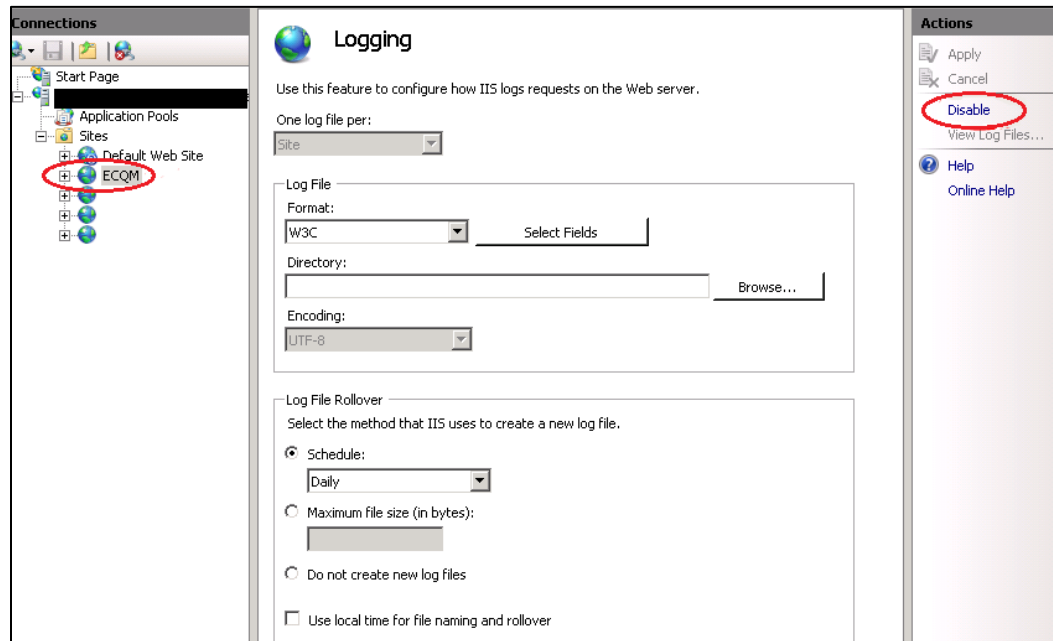 Connections
Start Page
Application Pools
Sites
Default Web Site
ECQM
Logging
Use this feature to configure how IIS logs requests on the Web server.
One log file per:
Site
Log File
Format:
W3C
Select Fields
Directory:
Browse...
Encoding:
UTF-8
Log File Rollover
Select the method that IIS uses to create a new log file.
Schedule:
Daily
Maximum file size (in bytes):
Do not create new log files
Use local time for file naming and rollover
Actions
Apply
Cancel
Disable
View Log Files...
Help
Online Help